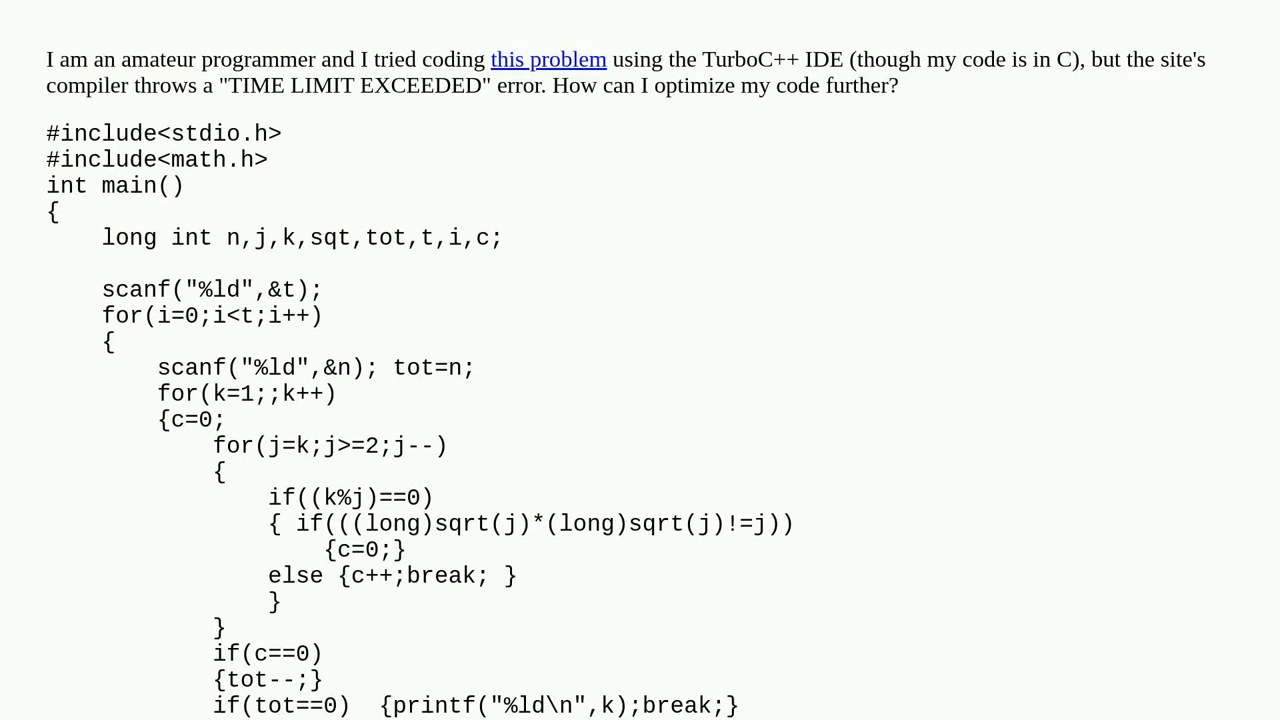 I am an amateur programmer and I tried coding this problem using the TurboC++ IDE (though my code is in C), but the site's
compiler throws a "TIME LIMIT EXCEEDED" error. How can I optimize my code further?
#include<stdio.h>
#include<math.h>
int main()
{
    long int n,j,k,sqt,tot,t,i,c;
    scanf("%ld",&t);
    for(i=0;i<t;i++)
    {
        scanf("%ld",&n); tot=n;
        for(k=1;;k++)
        {c=0;
            for(j=k;j>=2;j--)
            {
                if((k%j)==0)
                { if(((long)sqrt(j)*(long)sqrt(j)!=j))
                    {c=0;}
                else {c++;break; }
                }
            }
            if(c==0)
            {tot--;}
            if(tot==0)  {printf("%ld\n",k);break;}